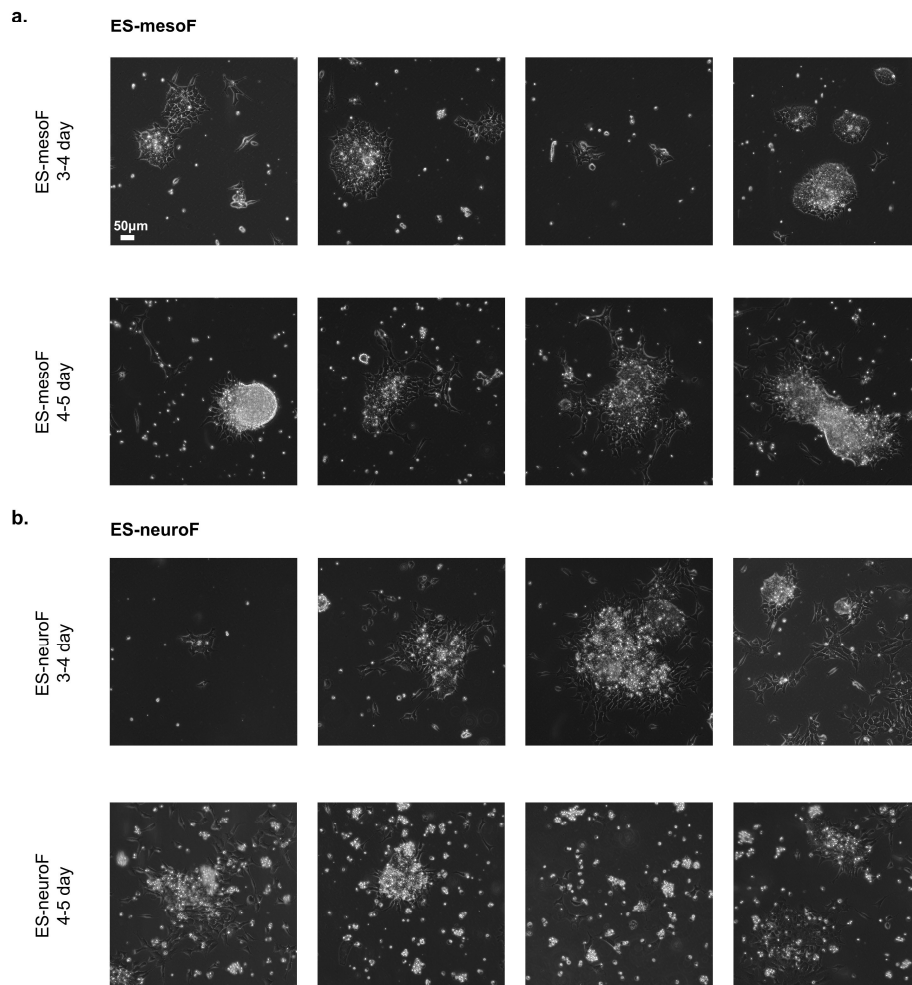 a.
ES-mesoF
ES-mesoF
3-4 day
50µm
ES-mesoF
4-5 day
b.
ES-neuroF
ES-neuroF
3-4 day
ES-neuroF
4-5 day